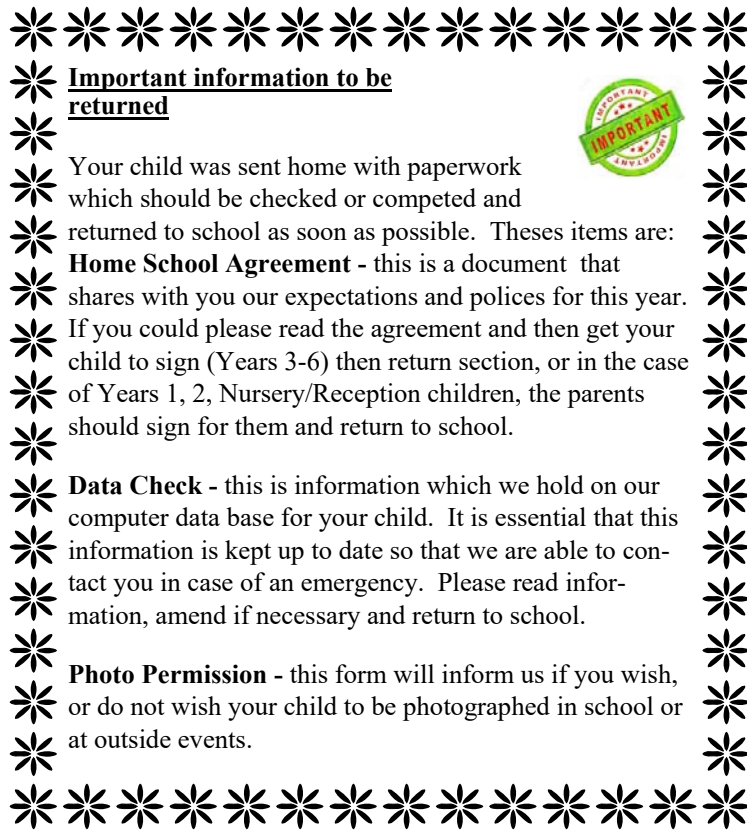 Important information to be
returned
IMPORTANT
IMPORTANT
IMPORTANT
Your child was sent home with paperwork
which should be checked or competed and
returned to school as soon as possible.  Theses items are:
Home School Agreement - this is a document  that
shares with you our expectations and polices for this year.
If you could please read the agreement and then get your
child to sign (Years 3-6) then return section, or in the case
of Years 1, 2, Nursery/Reception children, the parents
should sign for them and return to school.
Data Check - this is information which we hold on our
computer data base for your child.  It is essential that this
information is kept up to date so that we are able to con-
tact you in case of an emergency.  Please read infor-
mation, amend if necessary and return to school.
Photo Permission - this form will inform us if you wish,
or do not wish your child to be photographed in school or
at outside events.